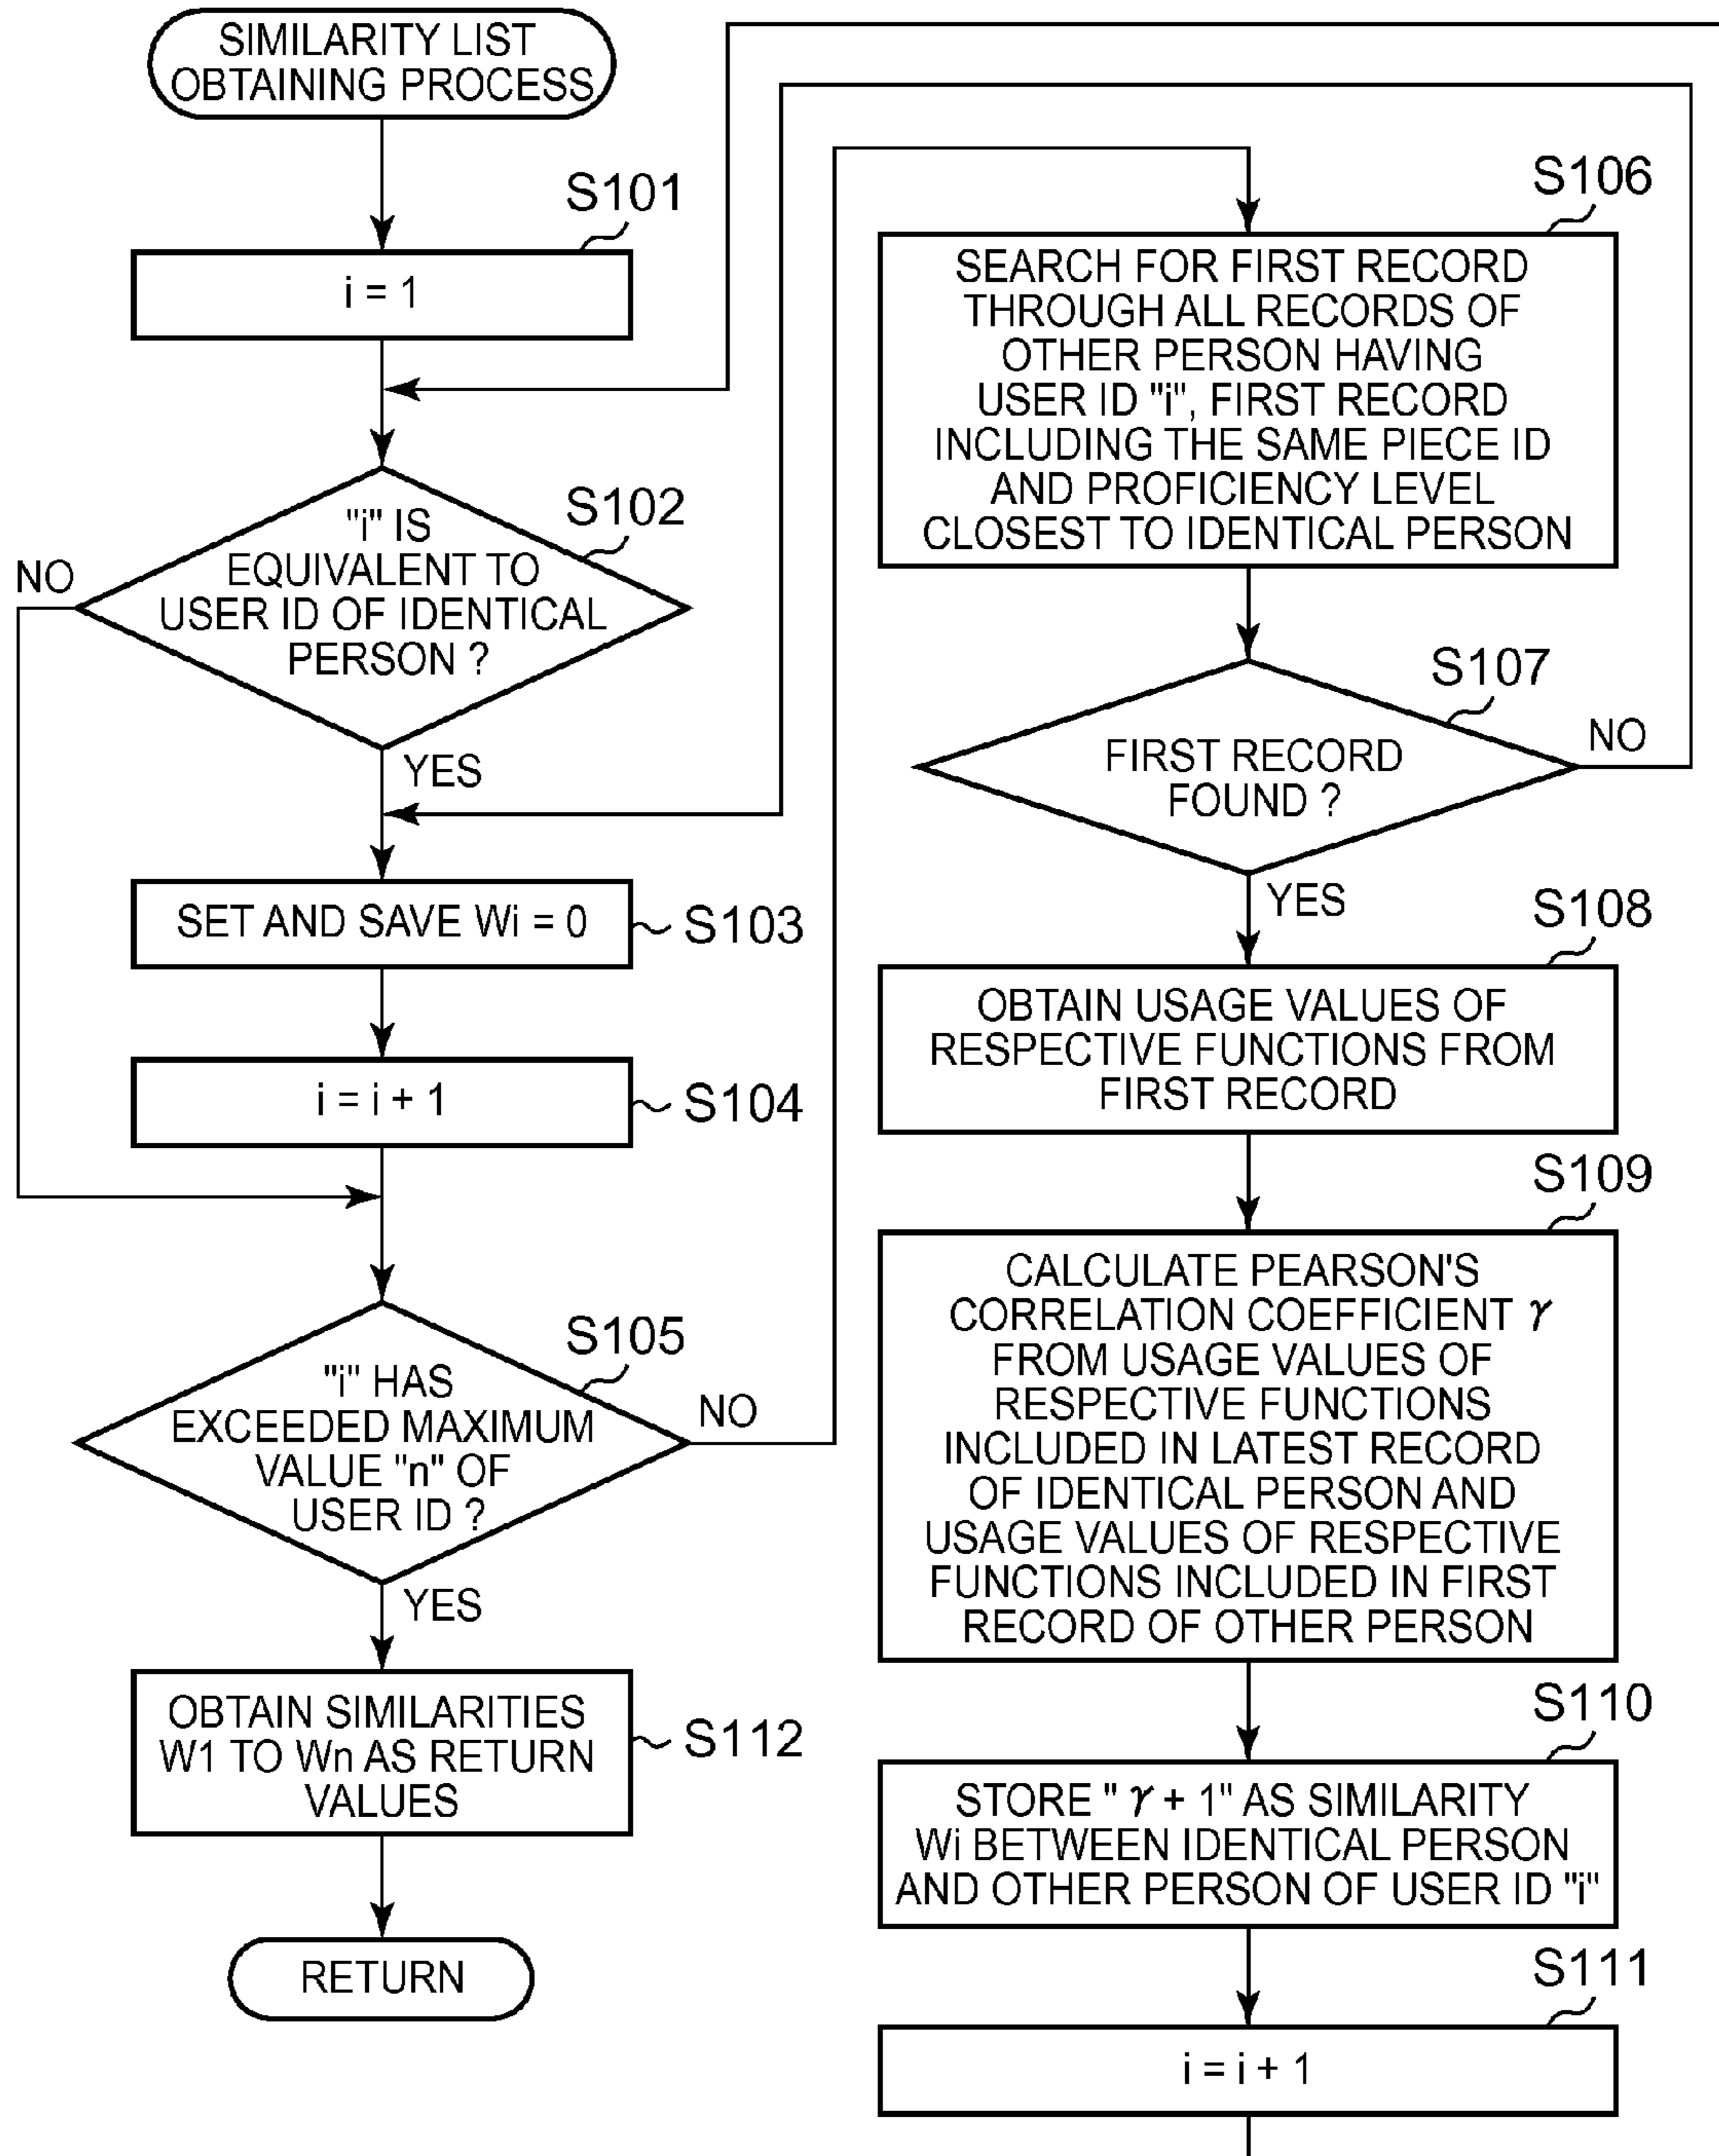 SIMILARITY LIST
OBTAINING PROCESS
S101
i = 1
S102
"i" IS
EQUIVALENT TO
USER ID OF IDENTICAL
PERSON ?
NO
YES
SET AND SAVE Wi = 0
S103
i = i + 1
S104
S105
"i" HAS
EXCEEDED MAXIMUM
VALUE "n" OF
USER ID ?
NO
YES
OBTAIN SIMILARITIES
W1 TO Wn AS RETURN
VALUES
S112
RETURN
S106
SEARCH FOR FIRST RECORD
THROUGH ALL RECORDS OF
OTHER PERSON HAVING
USER ID "i", FIRST RECORD
INCLUDING THE SAME PIECE ID
AND PROFICIENCY LEVEL
CLOSEST TO IDENTICAL PERSON
S107
FIRST RECORD
FOUND ?
NO
YES
S108
OBTAIN USAGE VALUES OF
RESPECTIVE FUNCTIONS FROM
FIRST RECORD
S109
CALCULATE PEARSON'S
CORRELATION COEFFICIENT γ
FROM USAGE VALUES OF
RESPECTIVE FUNCTIONS
INCLUDED IN LATEST RECORD
OF IDENTICAL PERSON AND
USAGE VALUES OF RESPECTIVE
FUNCTIONS INCLUDED IN FIRST
RECORD OF OTHER PERSON
S110
STORE " γ + 1" AS SIMILARITY
Wi BETWEEN IDENTICAL PERSON
AND OTHER PERSON OF USER ID "i"
S111
i = i + 1